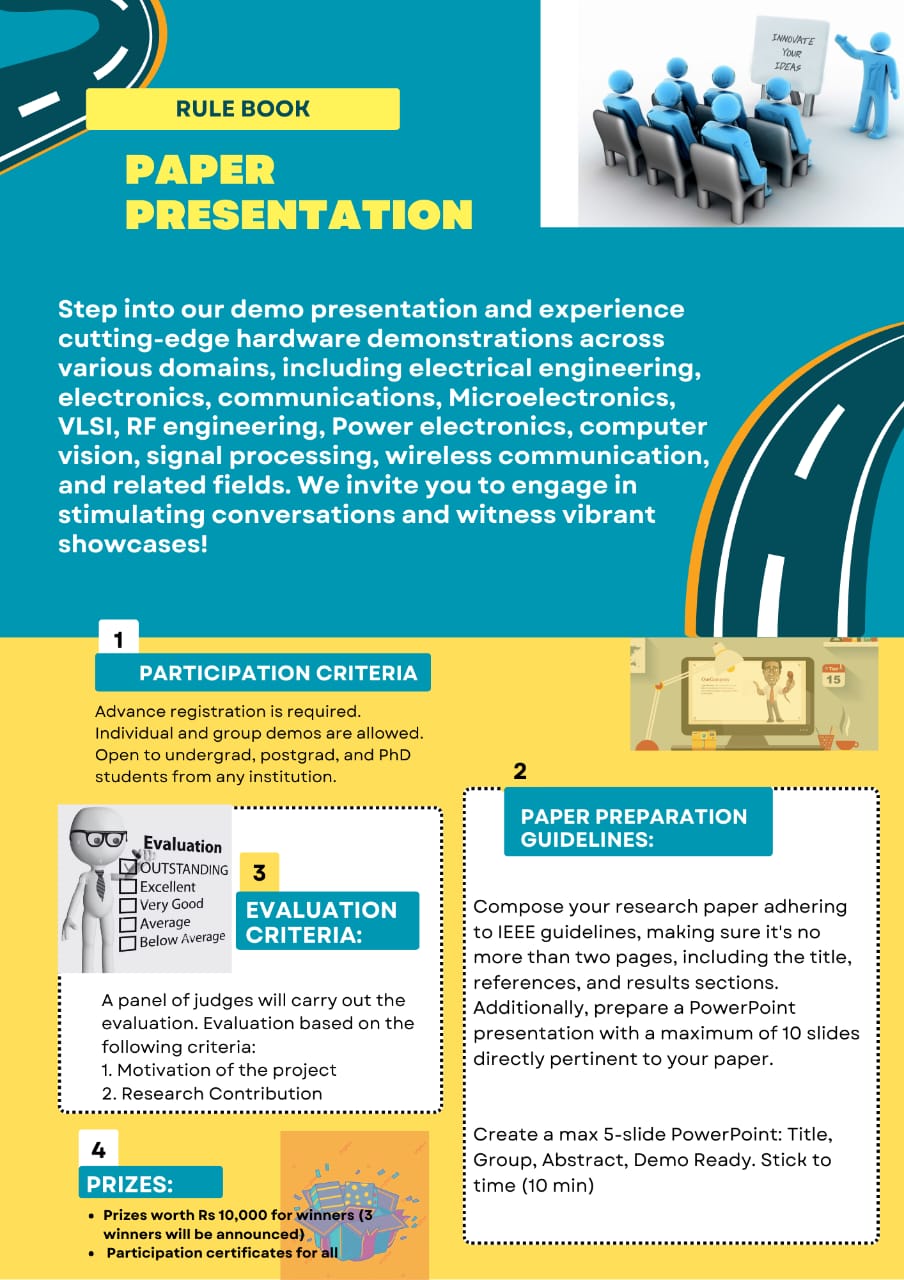 INNOVATE
YOUR
IDEAS
RULE BOOK
PAPER
PRESENTATION
Step into our demo presentation and experience
cutting-edge hardware demonstrations across
various domains, including electrical engineering,
electronics, communications, Microelectronics,
VLSI, RF engineering, Power electronics, computer
vision, signal processing, wireless communication,
and related fields. We invite you to engage in
stimulating conversations and witness vibrant
showcases!
1
PARTICIPATION CRITERIA
Advance registration is required.
Individual and group demos are allowed.
Open to undergrad, postgrad, and PhD
students from any institution.
15
2
PAPER PREPARATION
GUIDELINES:
Compose your research paper adhering
to IEEE guidelines, making sure it's no
more than two pages, including the title,
references, and results sections.
Additionally, prepare a PowerPoint
presentation with a maximum of 10 slides
directly pertinent to your paper.
Create a max 5-slide PowerPoint: Title,
Group, Abstract, Demo Ready. Stick to
time (10 min)
Evaluation
OUTSTANDING
Excellent
Very Good
Average
Below Average
3
EVALUATION
CRITERIA:
A panel of judges will carry out the
evaluation. Evaluation based on the
following criteria:
1. Motivation of the project
2. Research Contribution
4
PRIZES:
• Prizes worth Rs 10,000 for winners (3
winners will be announced)
• Participation certificates for all